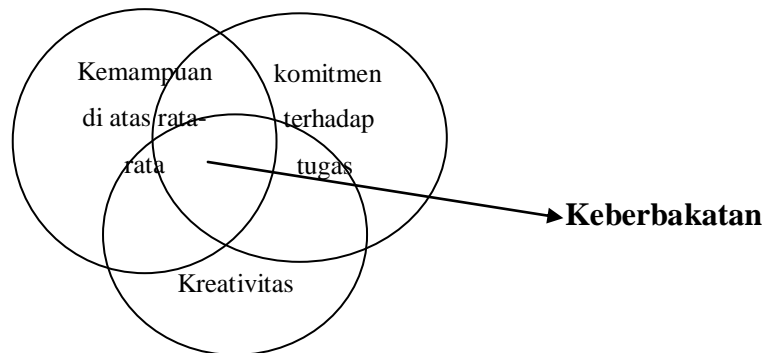 Kemampuan
di atas rata-
rata
komitmen
terhadap
tugas
Keberbakatan
Kreativitas